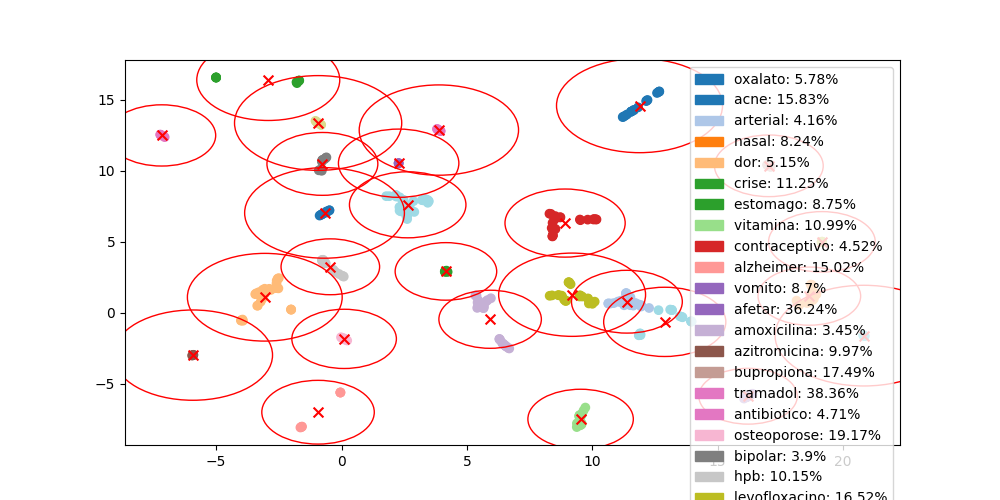 15
10
5
0
−5
−5
0
5
10
15
20
oxalato: 5.78%
acne: 15.83%
arterial: 4.16%
nasal: 8.24%
dor: 5.15%
crise: 11.25%
estomago: 8.75%
vitamina: 10.99%
contraceptivo: 4.52%
alzheimer: 15.02%
vomito: 8.7%
afetar: 36.24%
amoxicilina: 3.45%
azitromicina: 9.97%
bupropiona: 17.49%
tramadol: 38.36%
antibiotico: 4.71%
osteoporose: 19.17%
bipolar: 3.9%
hpb: 10.15%
levofloxacino: 16.52%